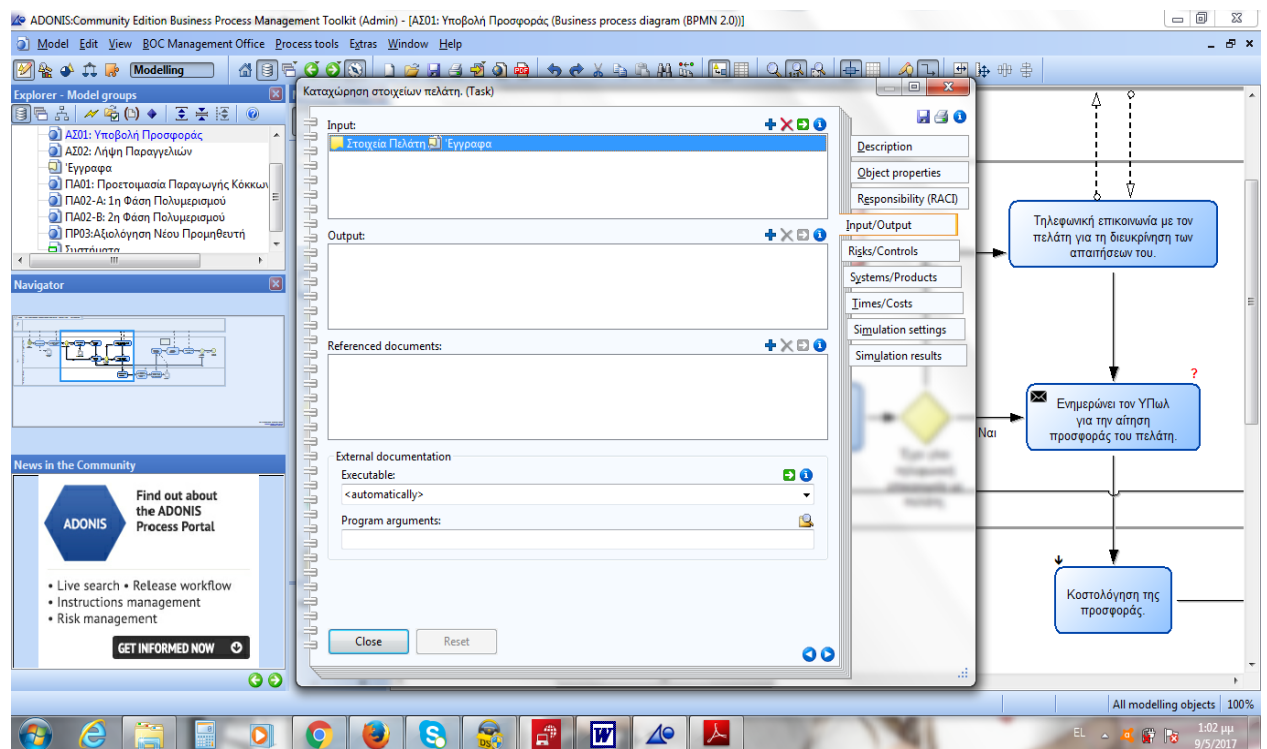 ADONIS:Community Edition Business Process Management Toolkit (Admin) - [ΑΣ01: Υποβολή Προσφοράς (Business process diagram (BPMN 2.0))]
Model Edit View BOC Management Office Process tools Extras Window Help
Modelling
Explorer - Model groups
ΑΣ01: Υποβολή Προσφοράς
ΑΣ02: Λήψη Παραγγελιών
Έγγραφα
ΠΑ01: Προετοιμασία Παραγωγής Κόκκων
ΠΑ02-Α: 1η Φάση Πολυμερισμού
ΠΑ02-Β: 2η Φάση Πολυμερισμού
ΠΡ03:Αξιολόγηση Νέου Προμηθευτή
Συστήματα
Navigator
News in the Community
Find out about
the ADONIS
Process Portal
ADONIS
• Live search • Release workflow
• Instructions management
• Risk management
GET INFORMED NOW
Καταχώρηση στοιχείων πελάτη. (Task)
Input:
Στοιχεία Πελάτη Έγγραφα
Output:
Referenced documents:
External documentation
Executable:
<automatically>
Program arguments:
Close
Reset
Description
Object properties
Responsibility (RACI)
Input/Output
Risks/Controls
Systems/Products
Times/Costs
Simulation settings
Simulation results
Τηλεφωνική επικοινωνία με τον
πελάτη για τη διευκρίνηση των
απαιτήσεων του.
?
Ενημερώνει τον ΥΠωλ
για την αίτηση
προσφοράς του πελάτη.
Ναι
Κοστολόγηση της
προσφοράς.
All modelling objects 100%
EL
1:02 μμ
9/5/2017